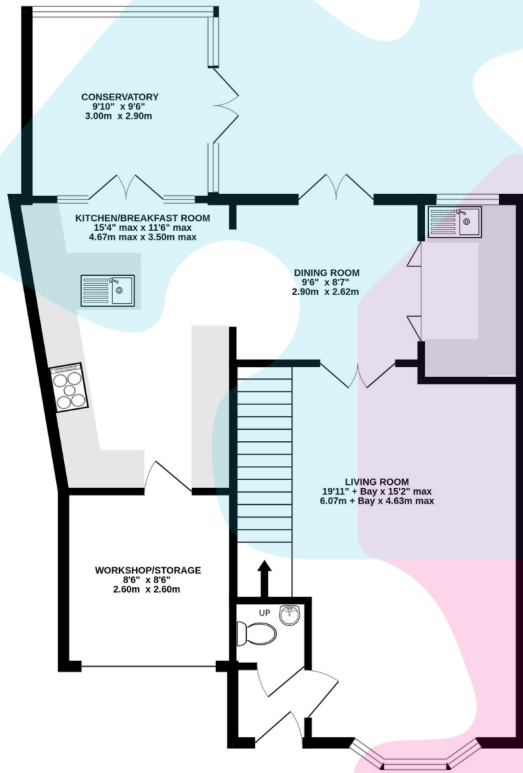 CONSERVATORY
9'10" x 9'6"
3.00m x 2.90m
KITCHEN/BREAKFAST ROOM
15'4" max x 11'6" max
4.67m max x 3.50m max
DINING ROOM
9'6" x 8'7"
2.90m x 2.62m
LIVING ROOM
19'11" + Bay x 15'2" max
6.07m + Bay x 4.63m max
WORKSHOP/STORAGE
8'6" x 8'6"
2.60m x 2.60m
UP